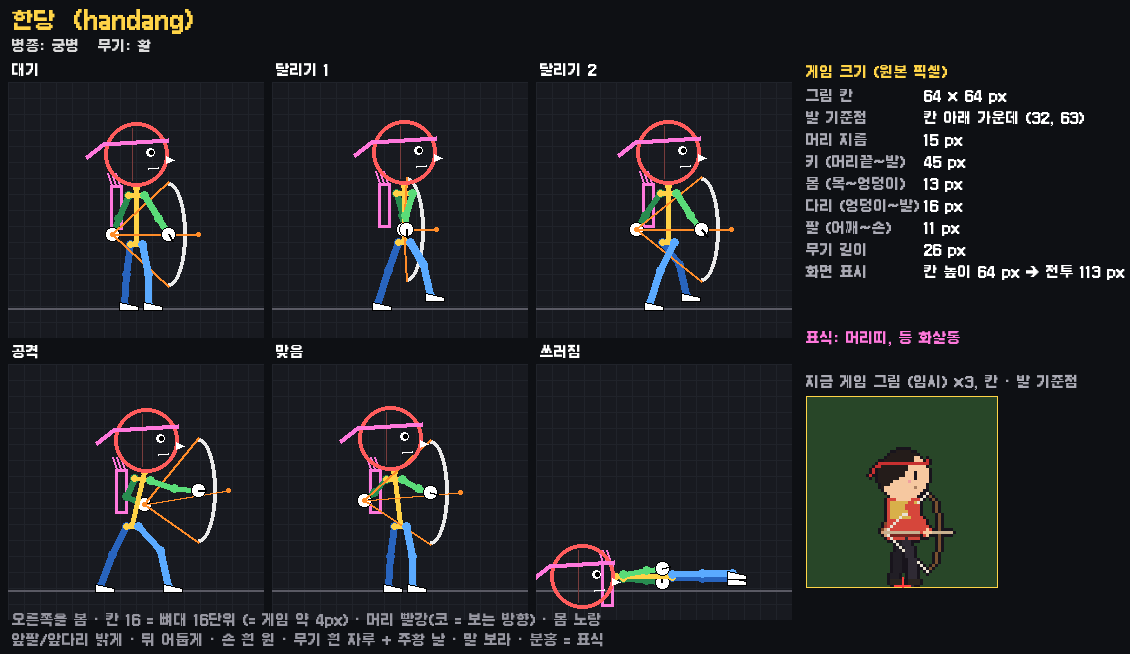 한당 (handang)
병종: 궁병 무기: 활
대기
달리기 1
달리기 2
게임 크기 (원본 픽셀)
그림 칸 64 × 64 px
발 기준점 칸 아래 가운데 (32, 63)
머리 지름 15 px
키 (머리끝~발) 45 px
몸 (목~엉덩이) 13 px
다리 (엉덩이~발) 16 px
팔 (어깨~손) 11 px
무기 길이 26 px
화면 표시 칸 높이 64 px → 전투 113 px
표식: 머리띠, 등 화살통
공격
맞음
쓰러짐
지금 게임 그림 (임시) ×3, 칸 · 발 기준점
오른쪽을 봄 · 칸 16 = 뼈대 16단위 (= 게임 약 4px) · 머리 빨강(코 = 보는 방향) · 몸 노랑
앞팔/앞다리 밝게 · 뒤 어둡게 · 손 흰 원 · 무기 흰 자루 + 주황 날 · 말 보라 · 분홍 = 표식